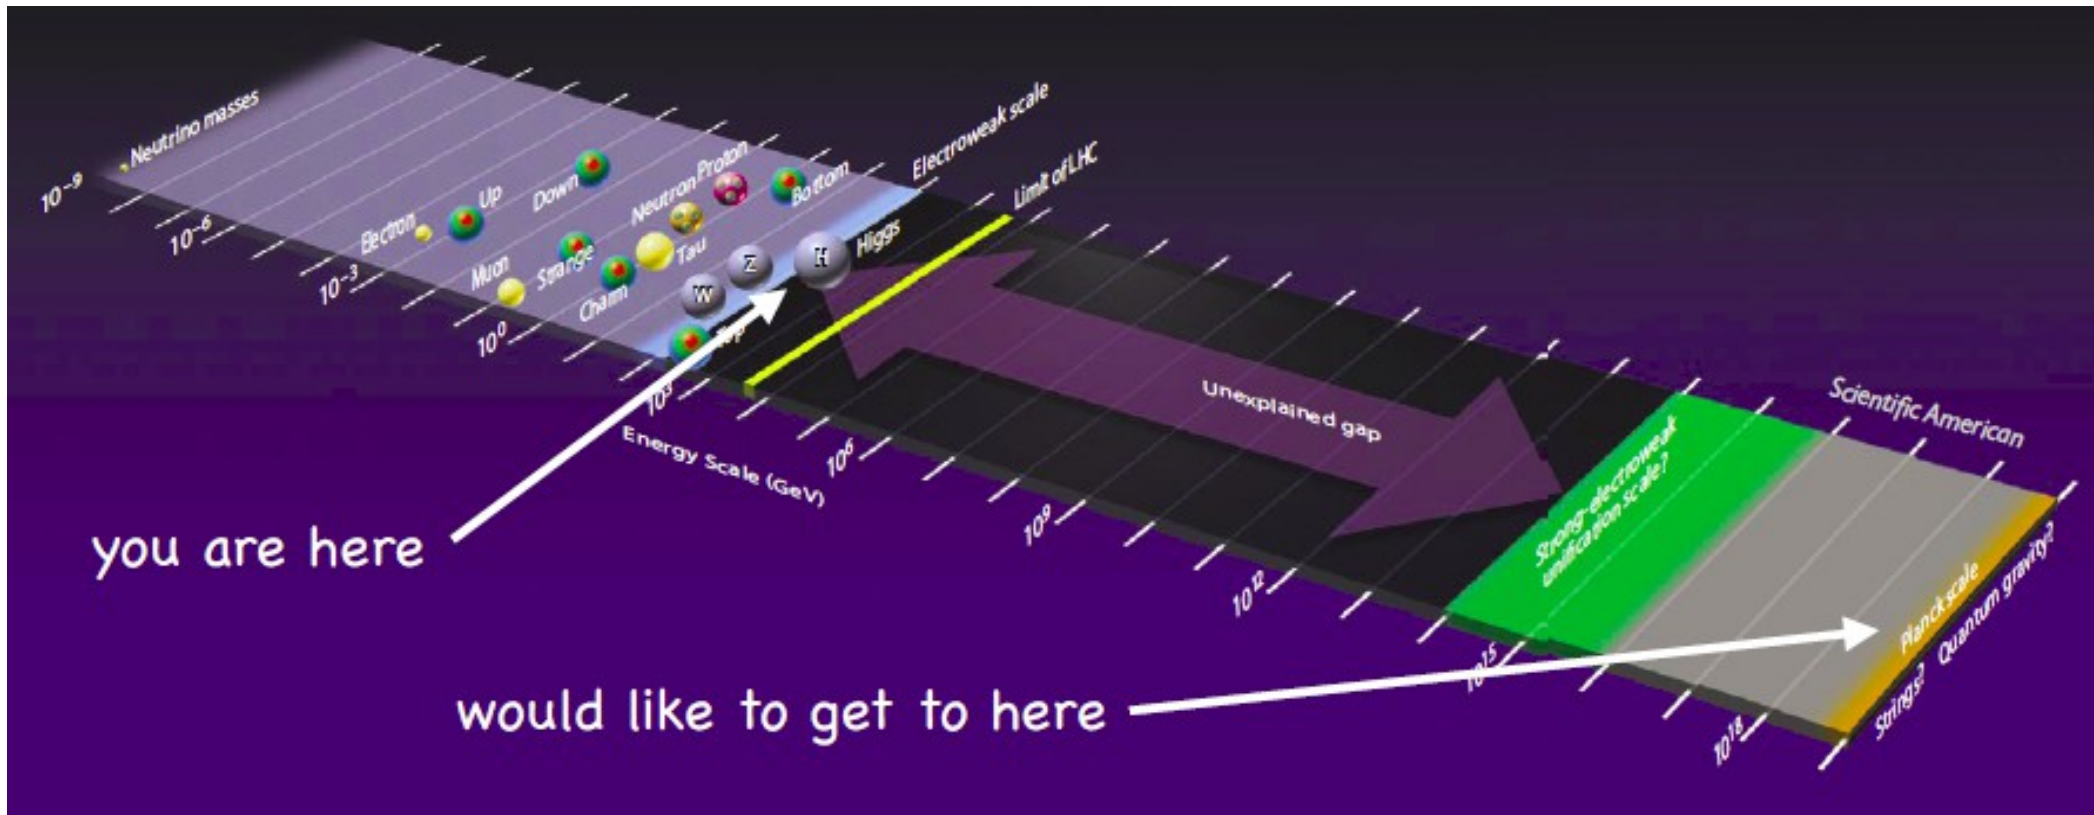 Neutrino masses
10⁻⁹
10⁻⁶
10⁻³
10⁰
10³
10⁶
10⁹
10¹²
10¹⁵
10¹⁸
Electron
Up
Down
Muon
Strange
Charm
Neutron
Proton
Tau
Bottom
W
Z
H
Higgs
Electroweak scale
Limit of LHC
Energy Scale (GeV)
Unexplained gap
Strong-electroweak
unification scale?
Scientific American
Planck scale
Strings? Quantum gravity?
you are here
would like to get to here